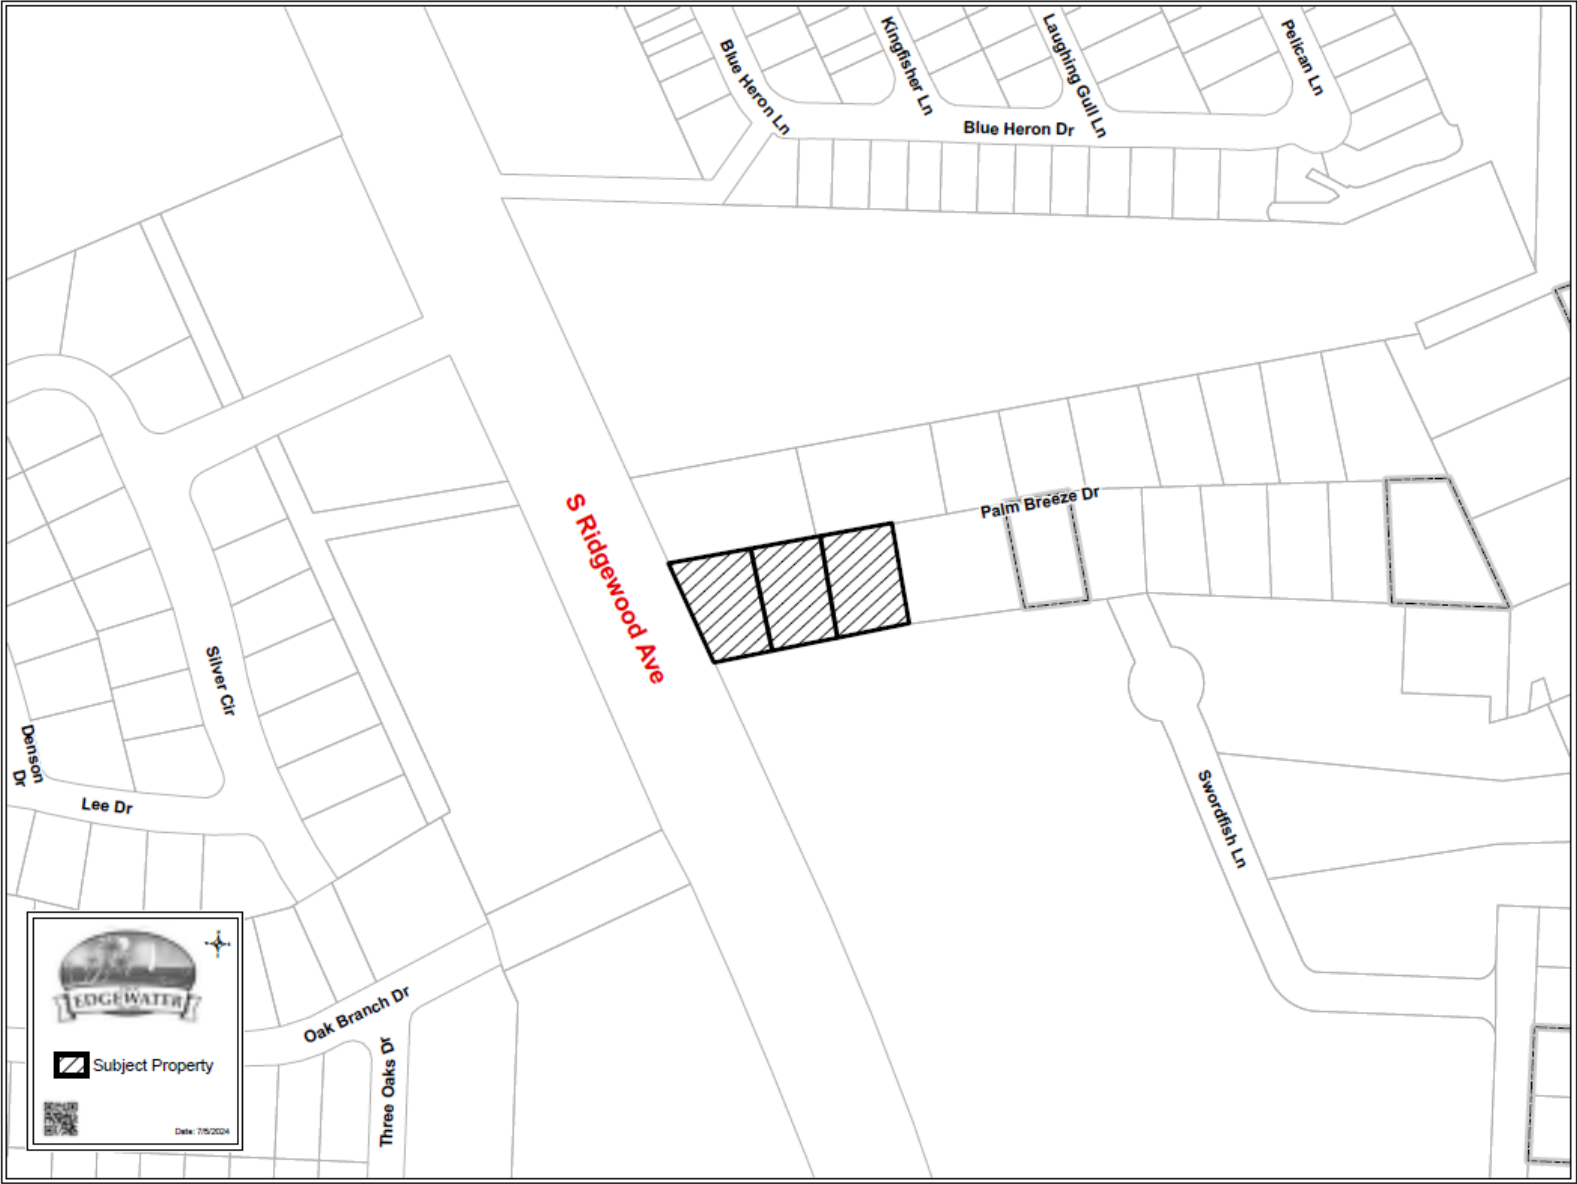 Blue Heron Ln
Kingfisher Ln
Laughing Gull Ln
Pelican Ln
Blue Heron Dr
Palm Breeze Dr
S Ridgewood Ave
Silver Cir
Denson
Dr
Lee Dr
Swordfish Ln
Oak Branch Dr
Three Oaks Dr
EDGEWATER
Subject Property
Date: 7/5/2024